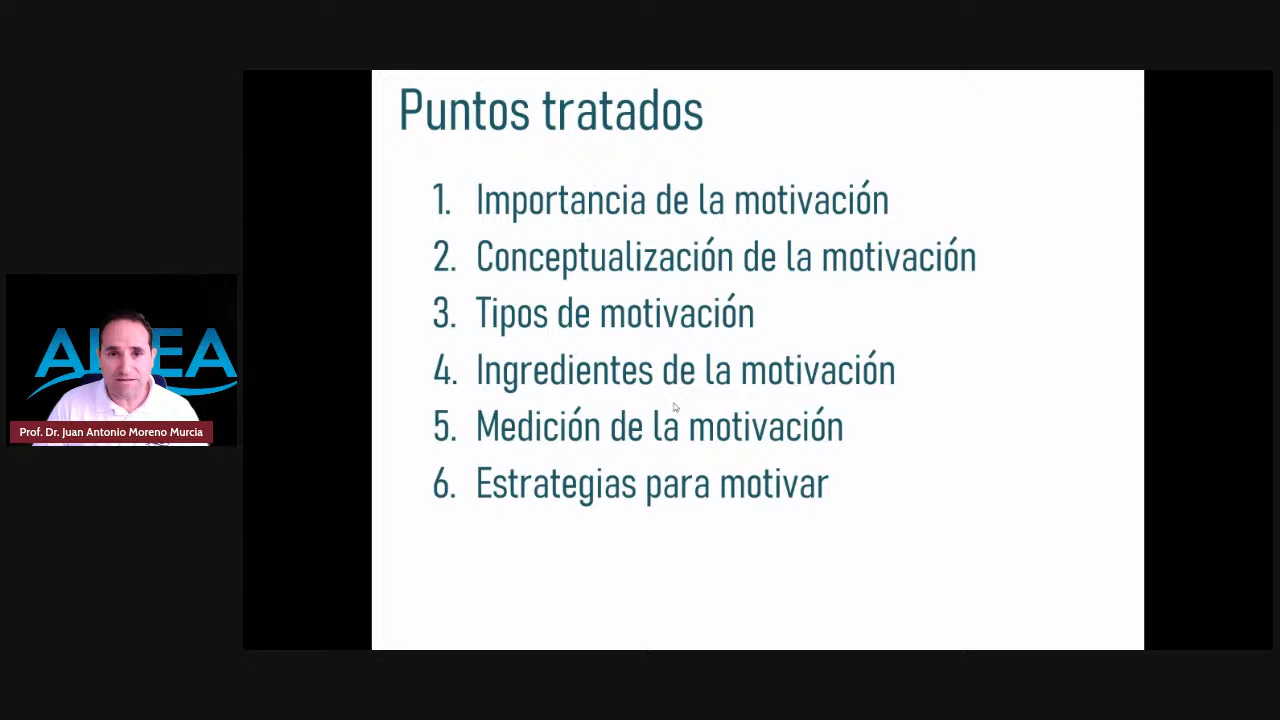 Puntos tratados
1. Importancia de la motivación
2. Conceptualización de la motivación
3. Tipos de motivación
4. Ingredientes de la motivación
5. Medición de la motivación
6. Estrategias para motivar
Prof. Dr. Juan Antonio Moreno Murcia